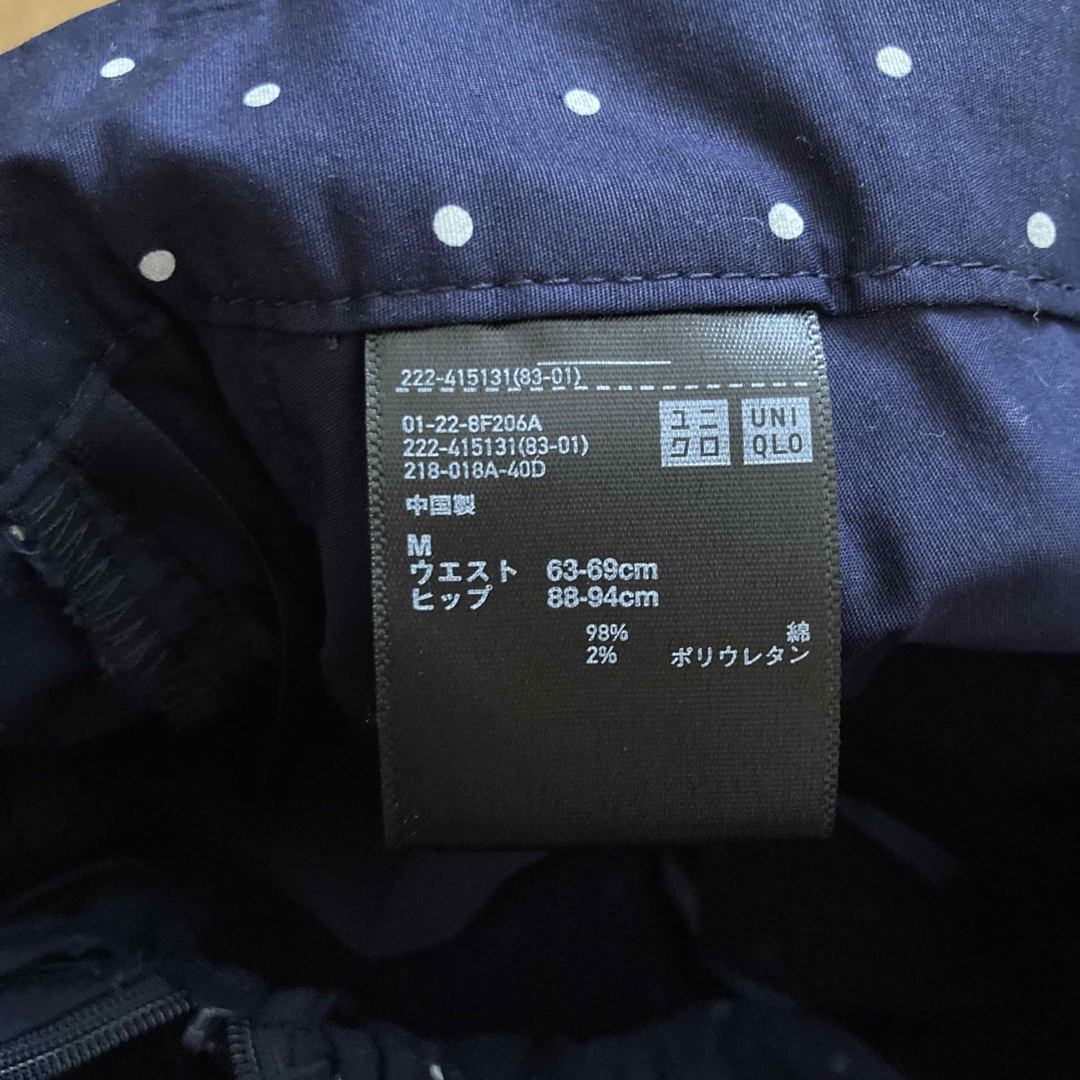 222-415131(83-01)
01-22-8F206A
222-415131(83-01)
218-018A-40D
ユニ
クロ
UNI
QLO
中国製
M
ウエスト 63-69cm
ヒップ 88-94cm
98% 綿
2% ポリウレタン